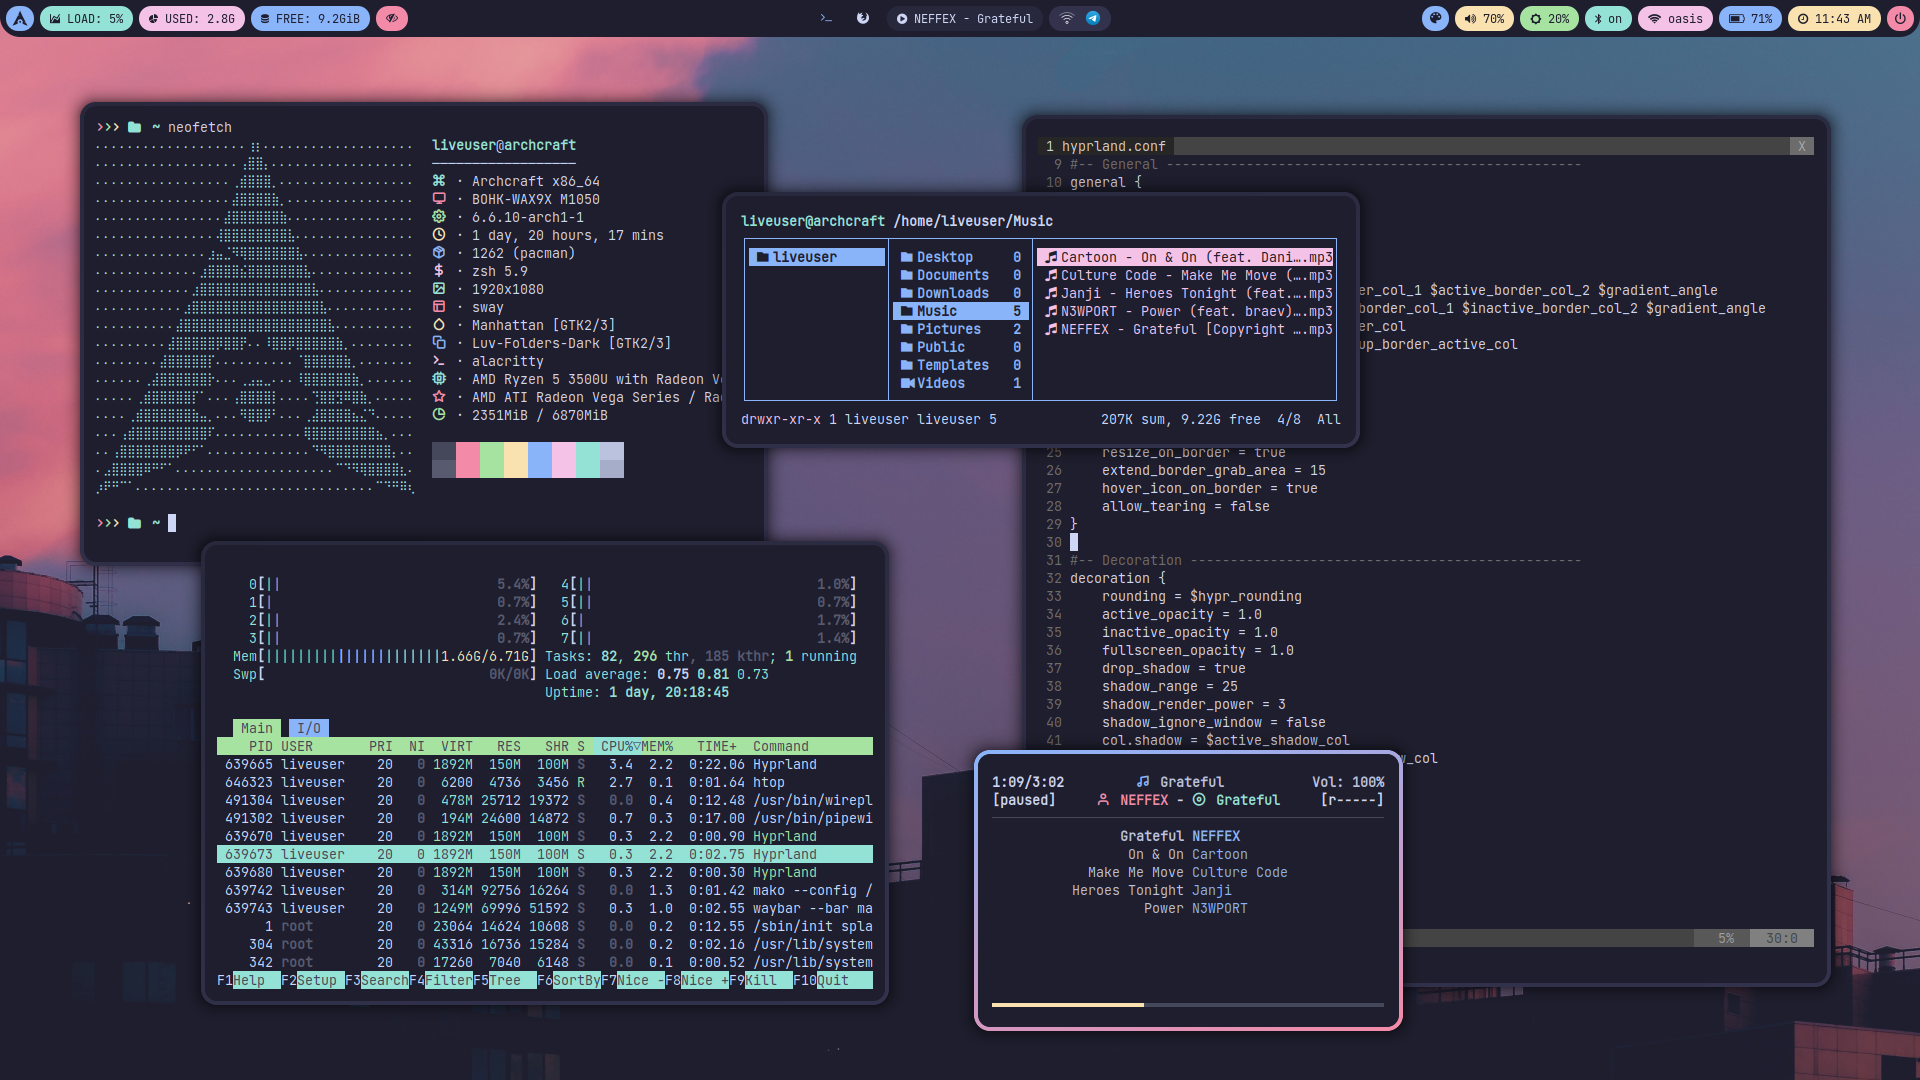 LOAD: 5%
USED: 2.8G
FREE: 9.2GiB
NEFFEX - Grateful
70%
20%
on
oasis
71%
11:43 AM
~ neofetch
liveuser@archcraft
· Archcraft x86_64
· BOHK-WAX9X M1050
· 6.6.10-arch1-1
· 1 day, 20 hours, 17 mins
· 1262 (pacman)
· zsh 5.9
· 1920x1080
· sway
· Manhattan [GTK2/3]
· Luv-Folders-Dark [GTK2/3]
· alacritty
· AMD Ryzen 5 3500U with Radeon V
· AMD ATI Radeon Vega Series / Ra
· 2351MiB / 6870MiB
~
liveuser@archcraft /home/liveuser/Music
liveuser
Desktop 0
Documents 0
Downloads 0
Music 5
Pictures 2
Public 0
Templates 0
Videos 1
Cartoon - On & On (feat. Dani….mp3
Culture Code - Make Me Move (….mp3
Janji - Heroes Tonight (feat.….mp3
N3WPORT - Power (feat. braev)….mp3
NEFFEX - Grateful [Copyright ….mp3
drwxr-xr-x 1 liveuser liveuser 5 207K sum, 9.22G free 4/8 All
1 hyprland.conf X
9 #-- General ----------------------------------------------------
10 general {
er_col_1 $active_border_col_2 $gradient_angle
border_col_1 $inactive_border_col_2 $gradient_angle
er_col
up_border_active_col
25 resize_on_border = true
26 extend_border_grab_area = 15
27 hover_icon_on_border = true
28 allow_tearing = false
29 }
30
31 #-- Decoration -------------------------------------------------
32 decoration {
33 rounding = $hypr_rounding
34 active_opacity = 1.0
35 inactive_opacity = 1.0
36 fullscreen_opacity = 1.0
37 drop_shadow = true
38 shadow_range = 25
39 shadow_render_power = 3
40 shadow_ignore_window = false
41 col.shadow = $active_shadow_col
w_col
5% 30:0
0[|| 5.4%] 4[|| 1.0%]
1[| 0.7%] 5[|| 0.7%]
2[|| 2.4%] 6[| 1.7%]
3[|| 0.7%] 7[|| 1.4%]
Mem[||||||||||||||||||||||1.66G/6.71G] Tasks: 82, 296 thr, 185 kthr; 1 running
Swp[ 0K/0K] Load average: 0.75 0.81 0.73
Uptime: 1 day, 20:18:45
Main I/O
PID USER PRI NI VIRT RES SHR S CPU%▽MEM% TIME+ Command
639665 liveuser 20 0 1892M 150M 100M S 3.4 2.2 0:22.06 Hyprland
646323 liveuser 20 0 6200 4736 3456 R 2.7 0.1 0:01.64 htop
491304 liveuser 20 0 478M 25712 19372 S 0.0 0.4 0:12.48 /usr/bin/wirepl
491302 liveuser 20 0 194M 24600 14872 S 0.7 0.3 0:17.00 /usr/bin/pipewi
639670 liveuser 20 0 1892M 150M 100M S 0.3 2.2 0:00.90 Hyprland
639673 liveuser 20 0 1892M 150M 100M S 0.3 2.2 0:02.75 Hyprland
639680 liveuser 20 0 1892M 150M 100M S 0.3 2.2 0:00.30 Hyprland
639742 liveuser 20 0 314M 92756 16264 S 0.0 1.3 0:01.42 mako --config /
639743 liveuser 20 0 1249M 69996 51592 S 0.3 1.0 0:02.55 waybar --bar ma
1 root 20 0 23064 14624 10608 S 0.0 0.2 0:12.55 /sbin/init spla
304 root 20 0 43316 16736 15284 S 0.0 0.2 0:02.16 /usr/lib/system
342 root 20 0 17260 7040 6148 S 0.0 0.1 0:00.52 /usr/lib/system
F1Help F2Setup F3SearchF4FilterF5Tree F6SortByF7Nice -F8Nice +F9Kill F10Quit
1:09/3:02 Grateful Vol: 100%
[paused] NEFFEX - Grateful [r-----]
Grateful NEFFEX
On & On Cartoon
Make Me Move Culture Code
Heroes Tonight Janji
Power N3WPORT